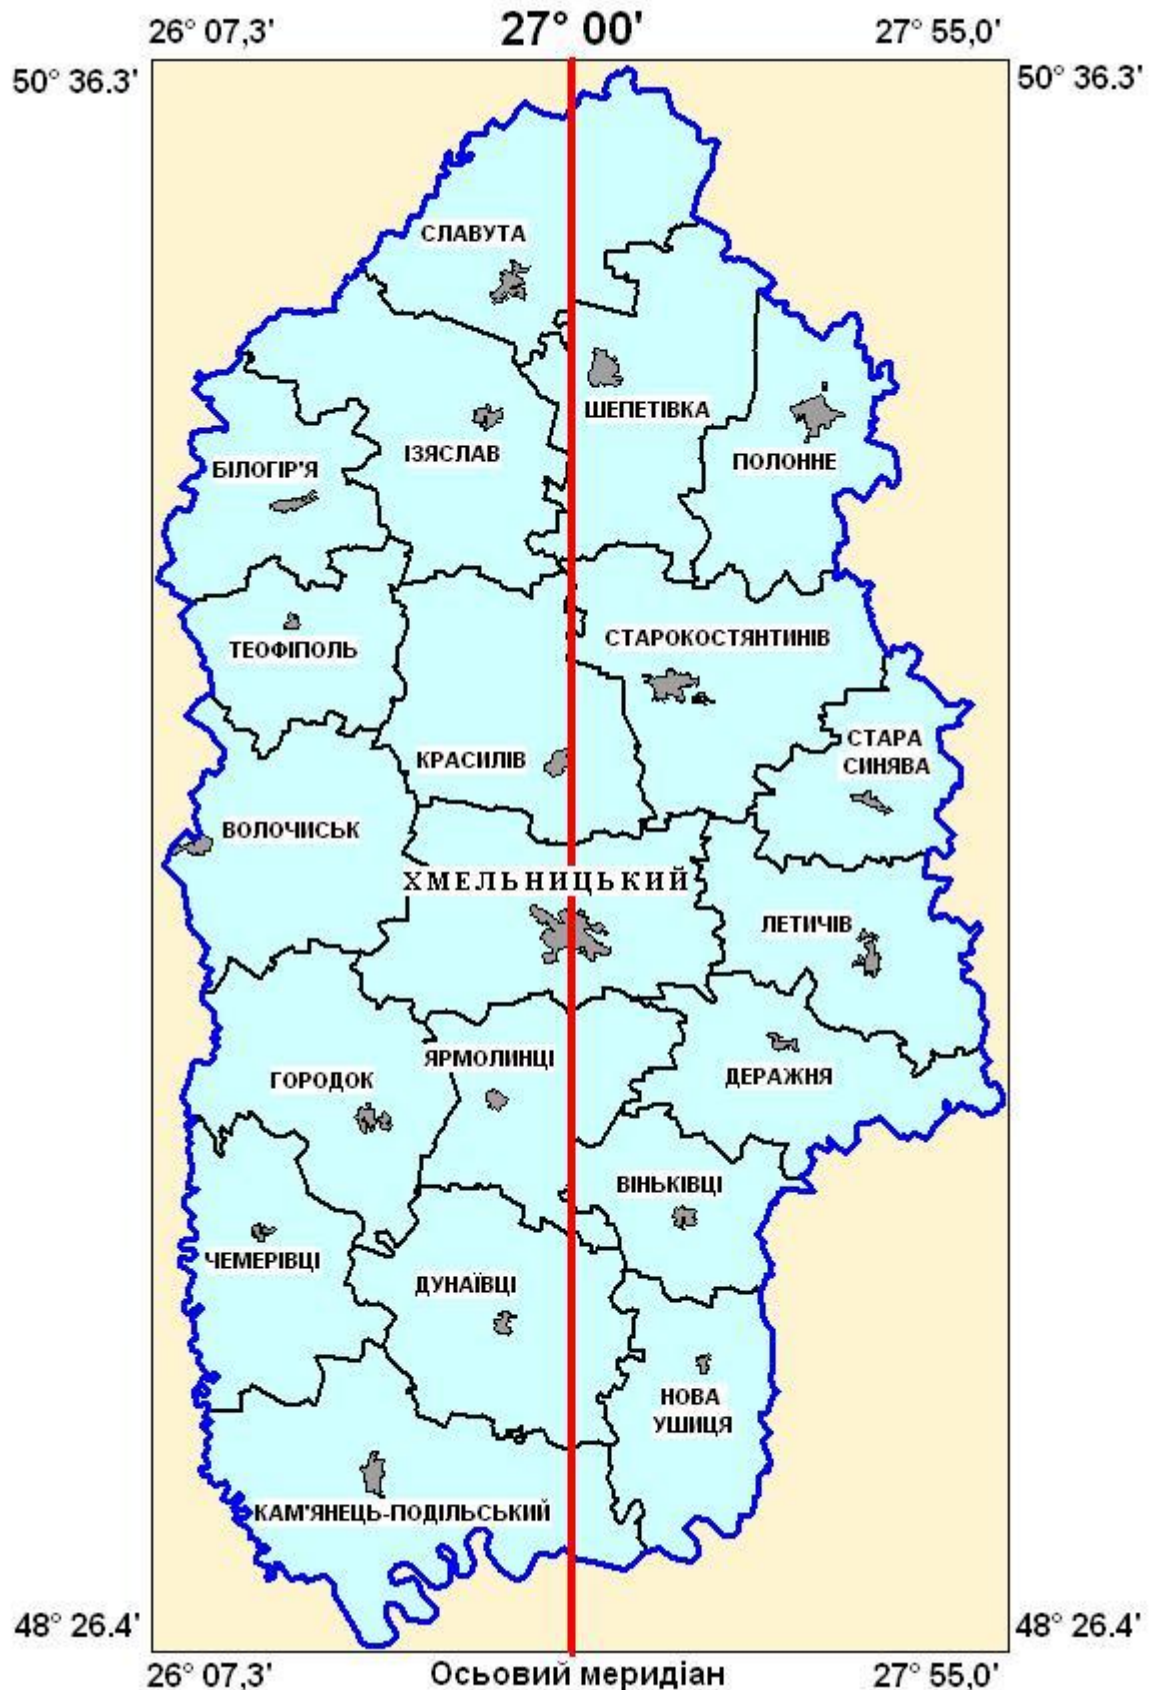 26° 07,3' 27° 00' 27° 55,0'
50° 36.3' 50° 36.3'
СЛАВУТА
ШЕПЕТІВКА
ІЗЯСЛАВ
ПОЛОННЕ
БІЛОГІР'Я
СТАРОКОСТЯНТИНІВ
ТЕОФІПОЛЬ
СТАРА
СИНЯВА
КРАСИЛІВ
ВОЛОЧИСЬК
ХМЕЛЬНИЦЬКИЙ
ЛЕТИЧІВ
ЯРМОЛИНЦІ
ДЕРАЖНЯ
ГОРОДОК
ВІНЬКІВЦІ
ЧЕМЕРІВЦІ
ДУНАЇВЦІ
НОВА
УШИЦЯ
КАМ'ЯНЕЦЬ-ПОДІЛЬСЬКИЙ
48° 26.4' 48° 26.4'
26° 07,3' Осьовий меридіан 27° 55,0'